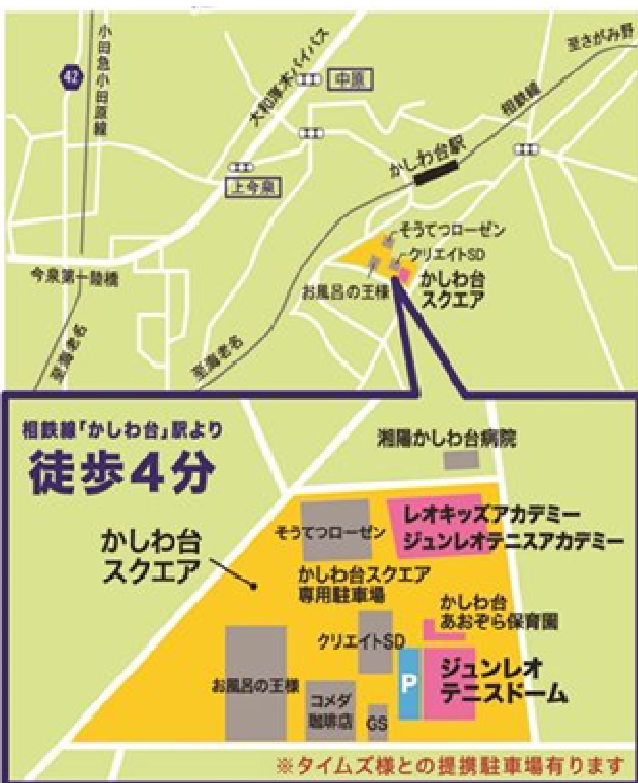 小田急小田原線
42
大和厚木バイパス
中原
至さがみ野
相鉄線
かしわ台駅
上今泉
そうてつローゼン
クリエイトSD
お風呂の王様
かしわ台
スクエア
今泉第一陸橋
至海老名
至海老名
相鉄線「かしわ台」駅より
徒歩4分
湘陽かしわ台病院
かしわ台
スクエア
そうてつローゼン
レオキッズアカデミー
ジュンレオテニスアカデミー
かしわ台スクエア
専用駐車場
かしわ台
あおぞら保育園
クリエイトSD
お風呂の王様
コメダ
珈琲店
GS
P
ジュンレオ
テニスドーム
※タイムズ様との提携駐車場有ります